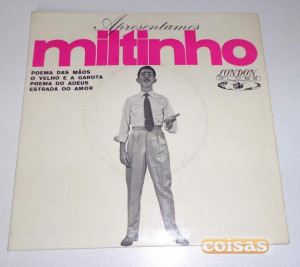 Apresentamos
miltinho
POEMA DAS MÃOS
O VELHO E A GAROTA
POEMA DO ADEUS
ESTRADA DO AMOR
LONDON
coisas